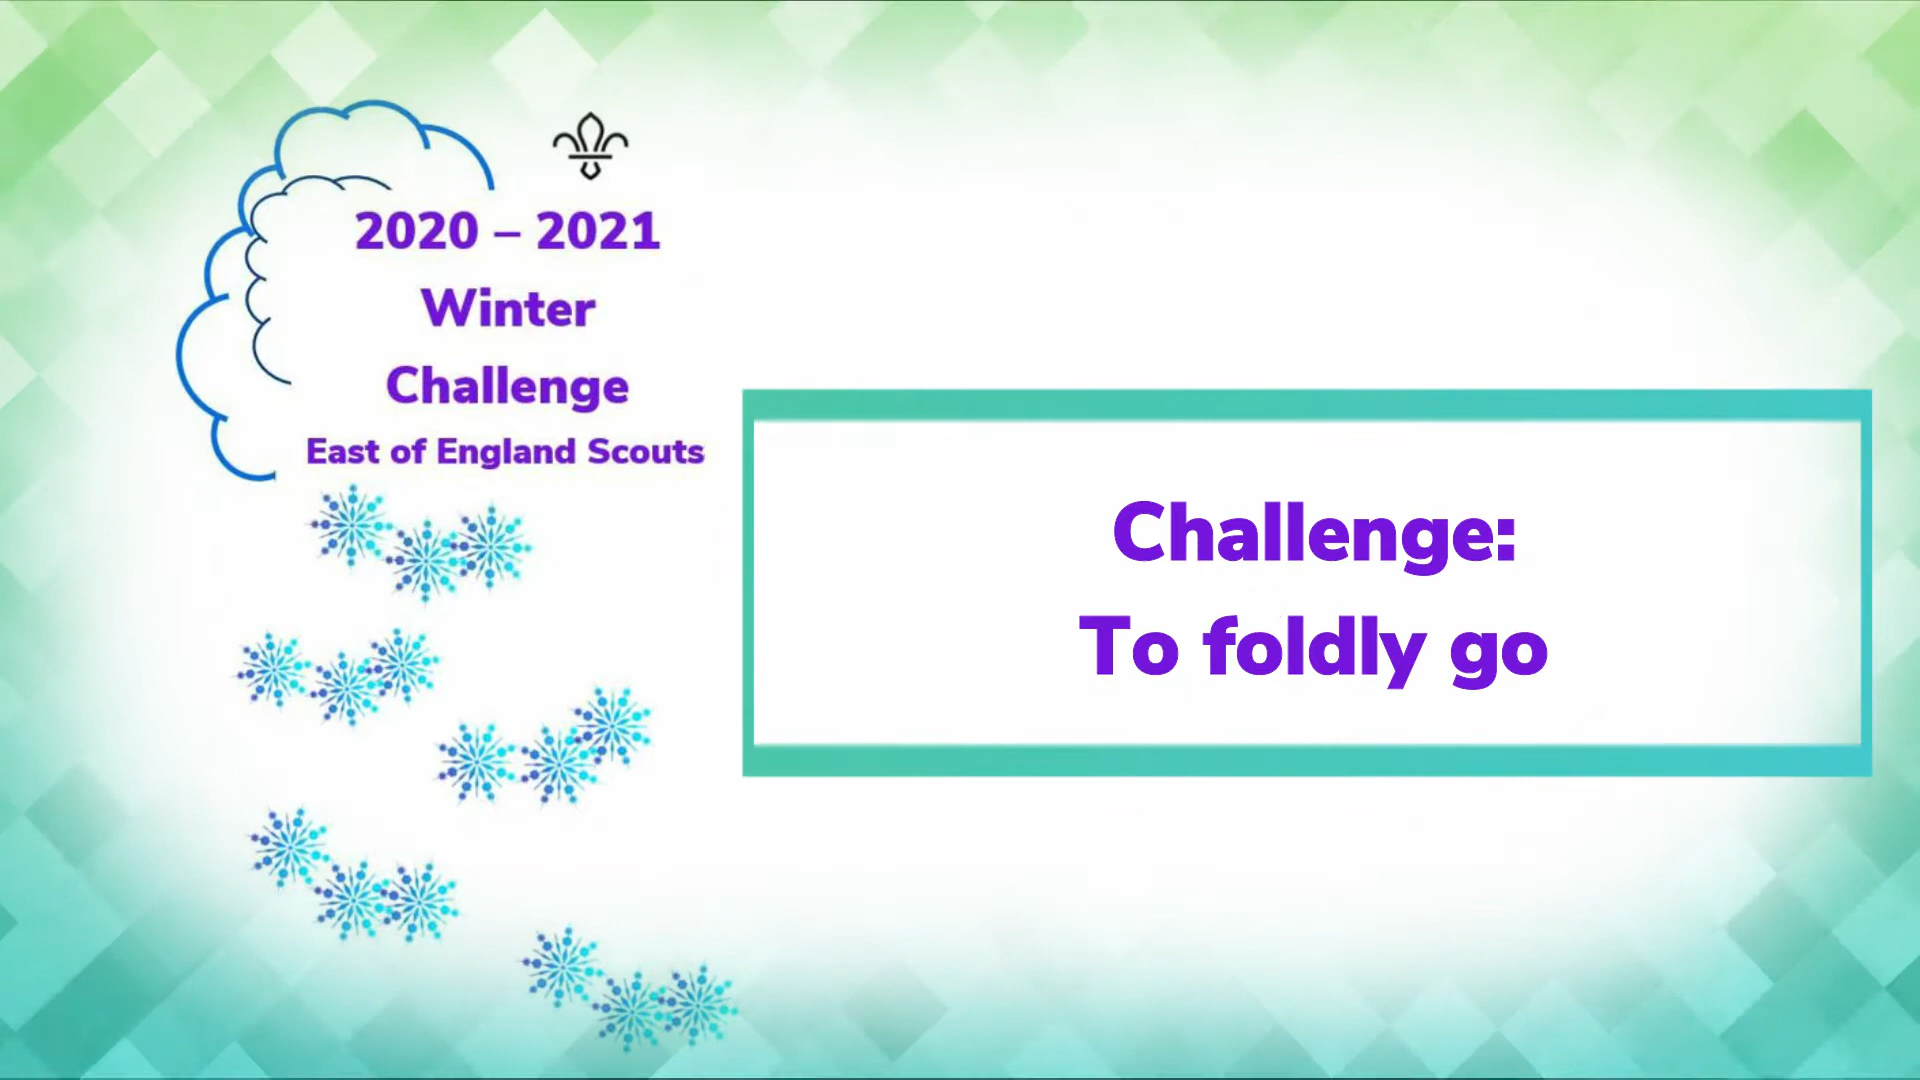 2020 – 2021
Winter
Challenge
East of England Scouts
Challenge:
To foldly go